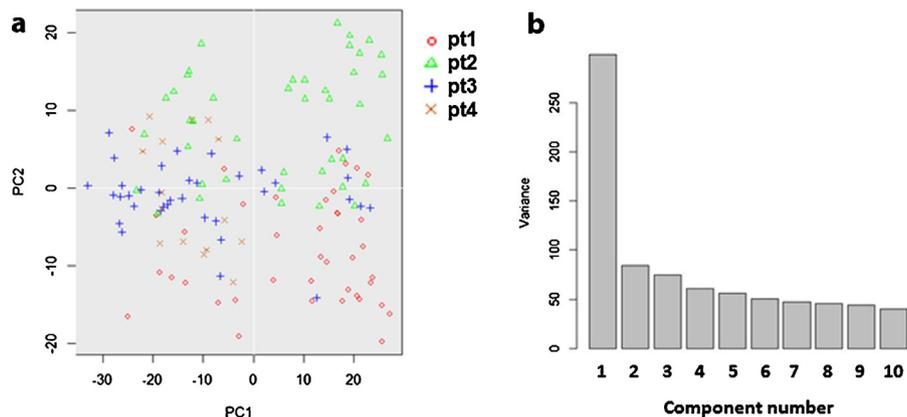 a
20
10
0
-10
-20
PC2
-30 -20 -10 0 10 20
PC1
pt1
pt2
pt3
pt4
b
250
200
150
100
50
0
Variance
1 2 3 4 5 6 7 8 9 10
Component number